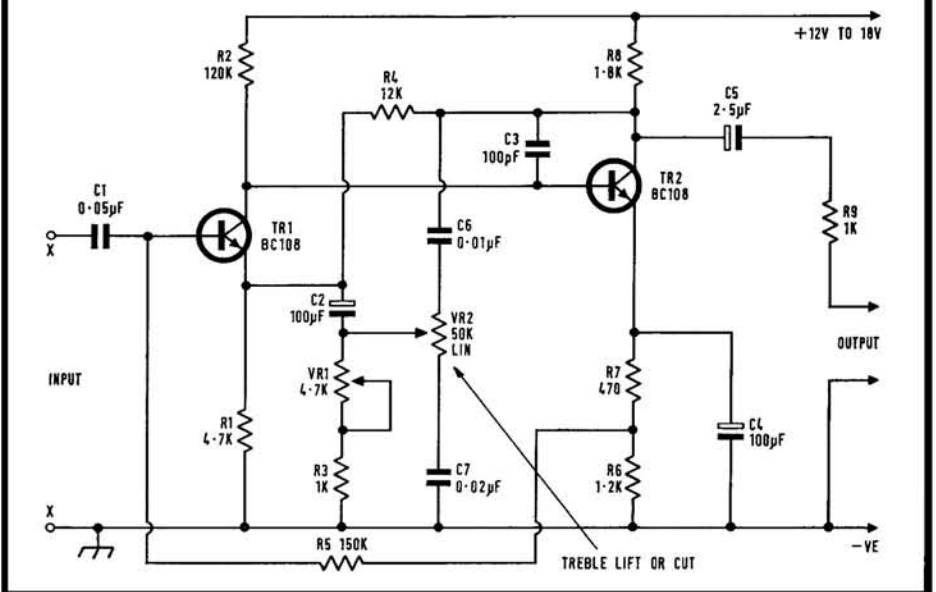 +12V TO 18V
R2
120K
R8
1·8K
R4
12K
C5
2·5µF
C3
100pF
C1
0·05µF
TR2
BC108
TR1
BC108
R9
1K
C6
0·01µF
X
C2
100µF
VR2
50K
LIN
OUTPUT
INPUT
VR1
4·7K
R7
470
R1
4·7K
C4
100µF
R3
1K
C7
0·02µF
R6
1·2K
X
R5 150K
-VE
TREBLE LIFT OR CUT